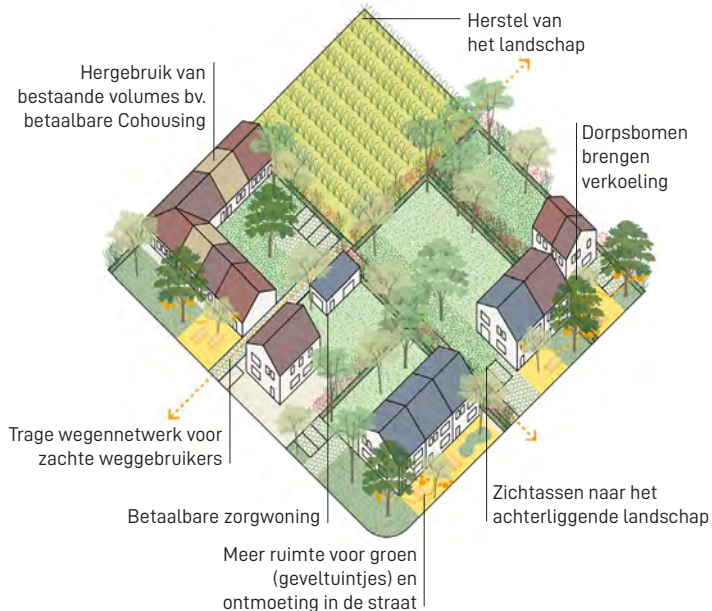 Herstel van
het landschap
Hergebruik van
bestaande volumes bv.
betaalbare Cohousing
Dorpsbomen
brengen
verkoeling
Trage wegennetwerk voor
zachte weggebruikers
Betaalbare zorgwoning
Zichtassen naar het
achterliggende landschap
Meer ruimte voor groen
(geveltuintjes) en
ontmoeting in de straat